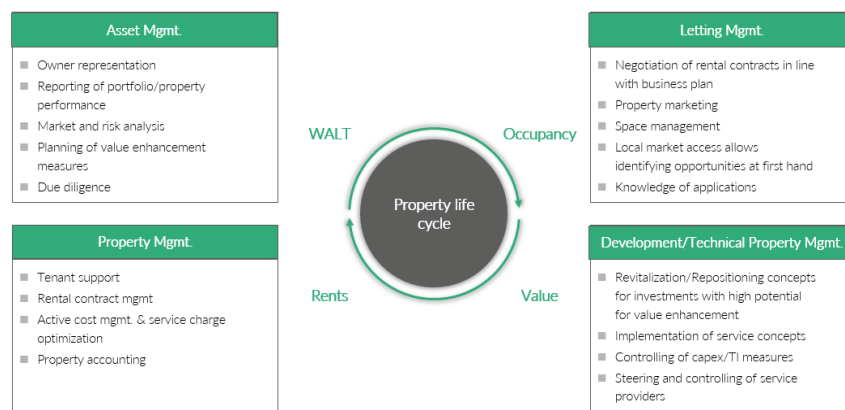 Asset Mgmt.
Owner representation
Reporting of portfolio/property
performance
Market and risk analysis
Planning of value enhancement
measures
Due diligence
Letting Mgmt.
Negotiation of rental contracts in line
with business plan
Property marketing
Space management
Local market access allows
identifying opportunities at first hand
Knowledge of applications
WALT
Occupancy
Property life
cycle
Rents
Value
Property Mgmt.
Tenant support
Rental contract mgmt
Active cost mgmt. & service charge
optimization
Property accounting
Development/Technical Property Mgmt.
Revitalization/Repositioning concepts
for investments with high potential
for value enhancement
Implementation of service concepts
Controlling of capex/TI measures
Steering and controlling of service
providers